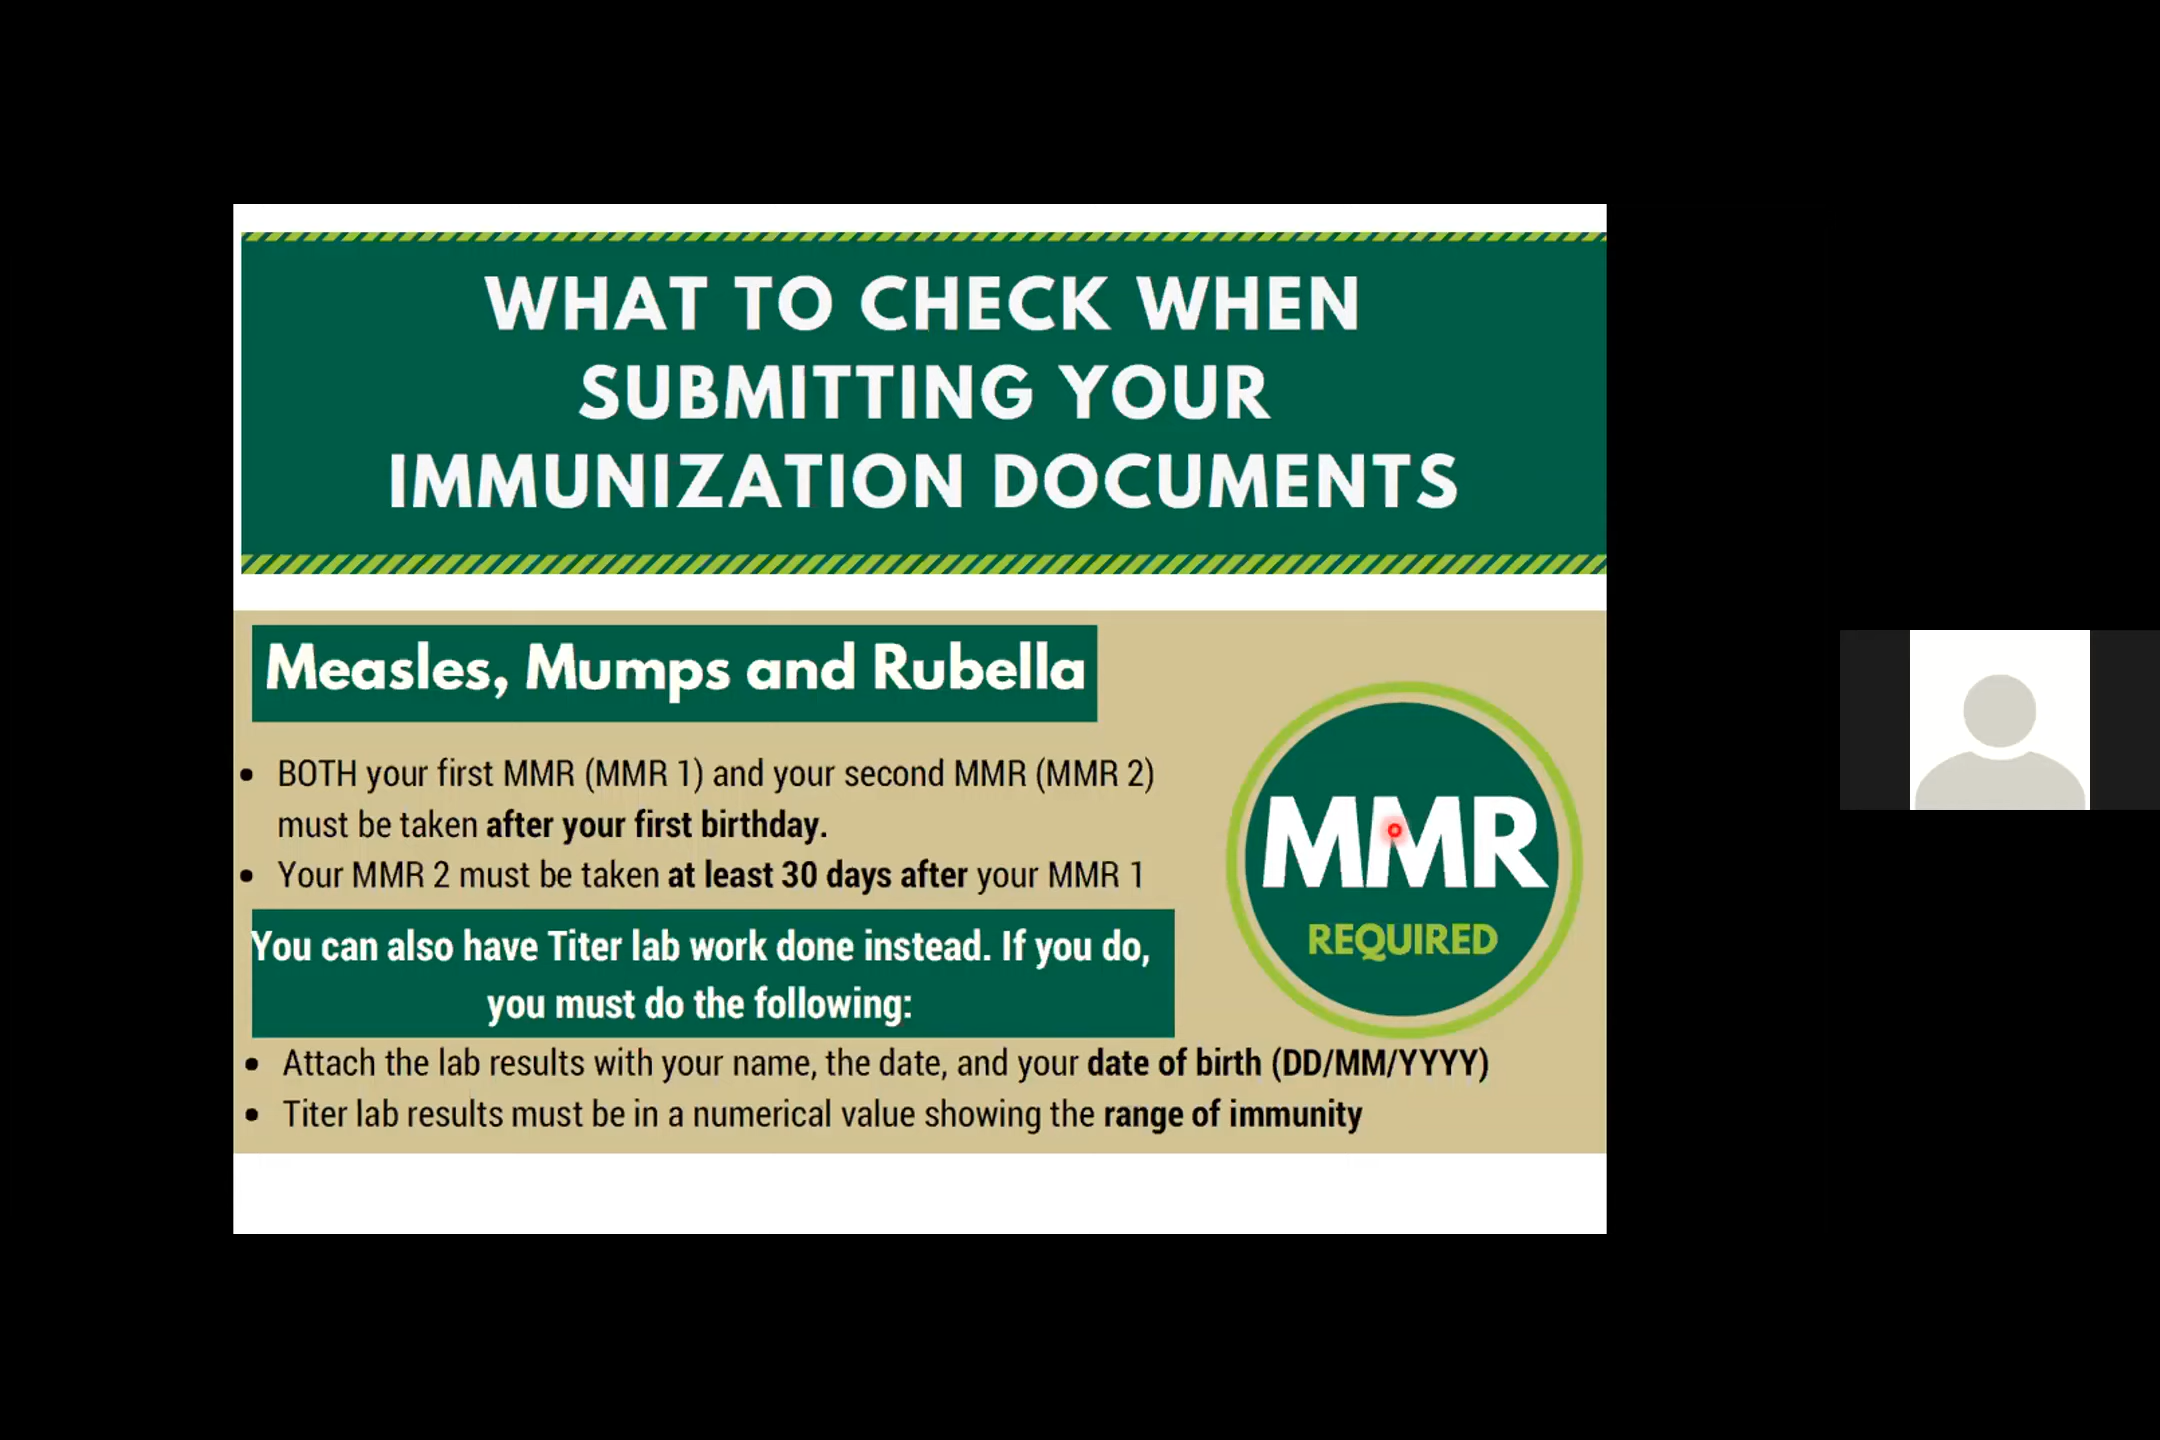 WHAT TO CHECK WHEN
SUBMITTING YOUR
IMMUNIZATION DOCUMENTS
Measles, Mumps and Rubella
• BOTH your first MMR (MMR 1) and your second MMR (MMR 2)
must be taken after your first birthday.
• Your MMR 2 must be taken at least 30 days after your MMR 1
MMR
REQUIRED
You can also have Titer lab work done instead. If you do,
you must do the following:
• Attach the lab results with your name, the date, and your date of birth (DD/MM/YYYY)
• Titer lab results must be in a numerical value showing the range of immunity